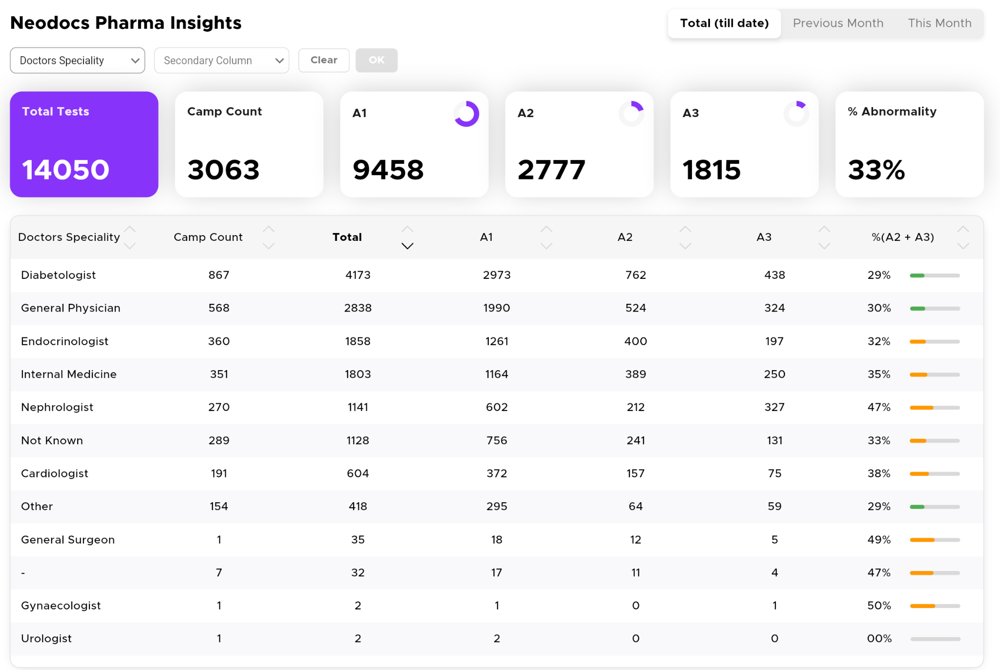 Neodocs Pharma Insights
Total (till date) Previous Month This Month
Doctors Speciality Secondary Column Clear OK
Total Tests Camp Count A1 A2 A3 % Abnormality
14050 3063 9458 2777 1815 33%
Doctors Speciality Camp Count Total A1 A2 A3 %(A2 + A3)
Diabetologist 867 4173 2973 762 438 29%
General Physician 568 2838 1990 524 324 30%
Endocrinologist 360 1858 1261 400 197 32%
Internal Medicine 351 1803 1164 389 250 35%
Nephrologist 270 1141 602 212 327 47%
Not Known 289 1128 756 241 131 33%
Cardiologist 191 604 372 157 75 38%
Other 154 418 295 64 59 29%
General Surgeon 1 35 18 12 5 49%
- 7 32 17 11 4 47%
Gynaecologist 1 2 1 0 1 50%
Urologist 1 2 2 0 0 00%